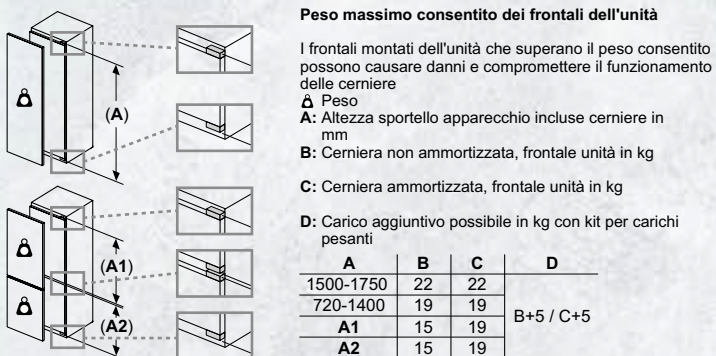 Peso massimo consentito dei frontali dell'unità
I frontali montati dell'unità che superano il peso consentito
possono causare danni e compromettere il funzionamento
delle cerniere
Peso
A: Altezza sportello apparecchio incluse cerniere in
mm
B: Cerniera non ammortizzata, frontale unità in kg
C: Cerniera ammortizzata, frontale unità in kg
D: Carico aggiuntivo possibile in kg con kit per carichi
pesanti
(A)
(A1)
(A2)
A B C D
1500-1750 22 22
720-1400 19 19
B+5 / C+5
A1 15 19
A2 15 19